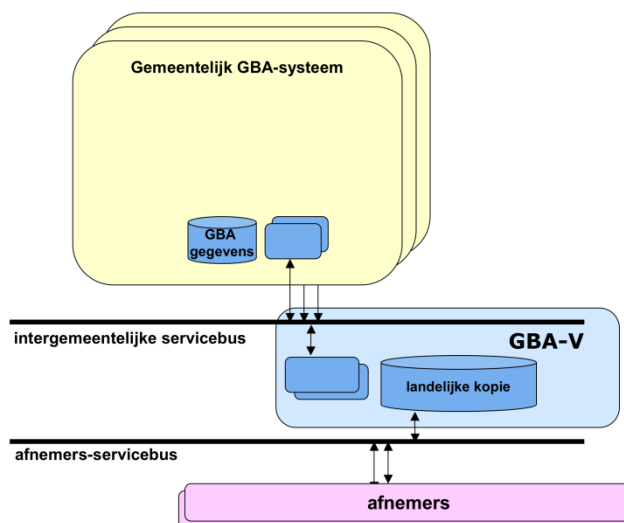 Gemeentelijk GBA-systeem
GBA
gegevens
intergemeentelijke servicebus
GBA-V
landelijke kopie
afnemers-servicebus
afnemers